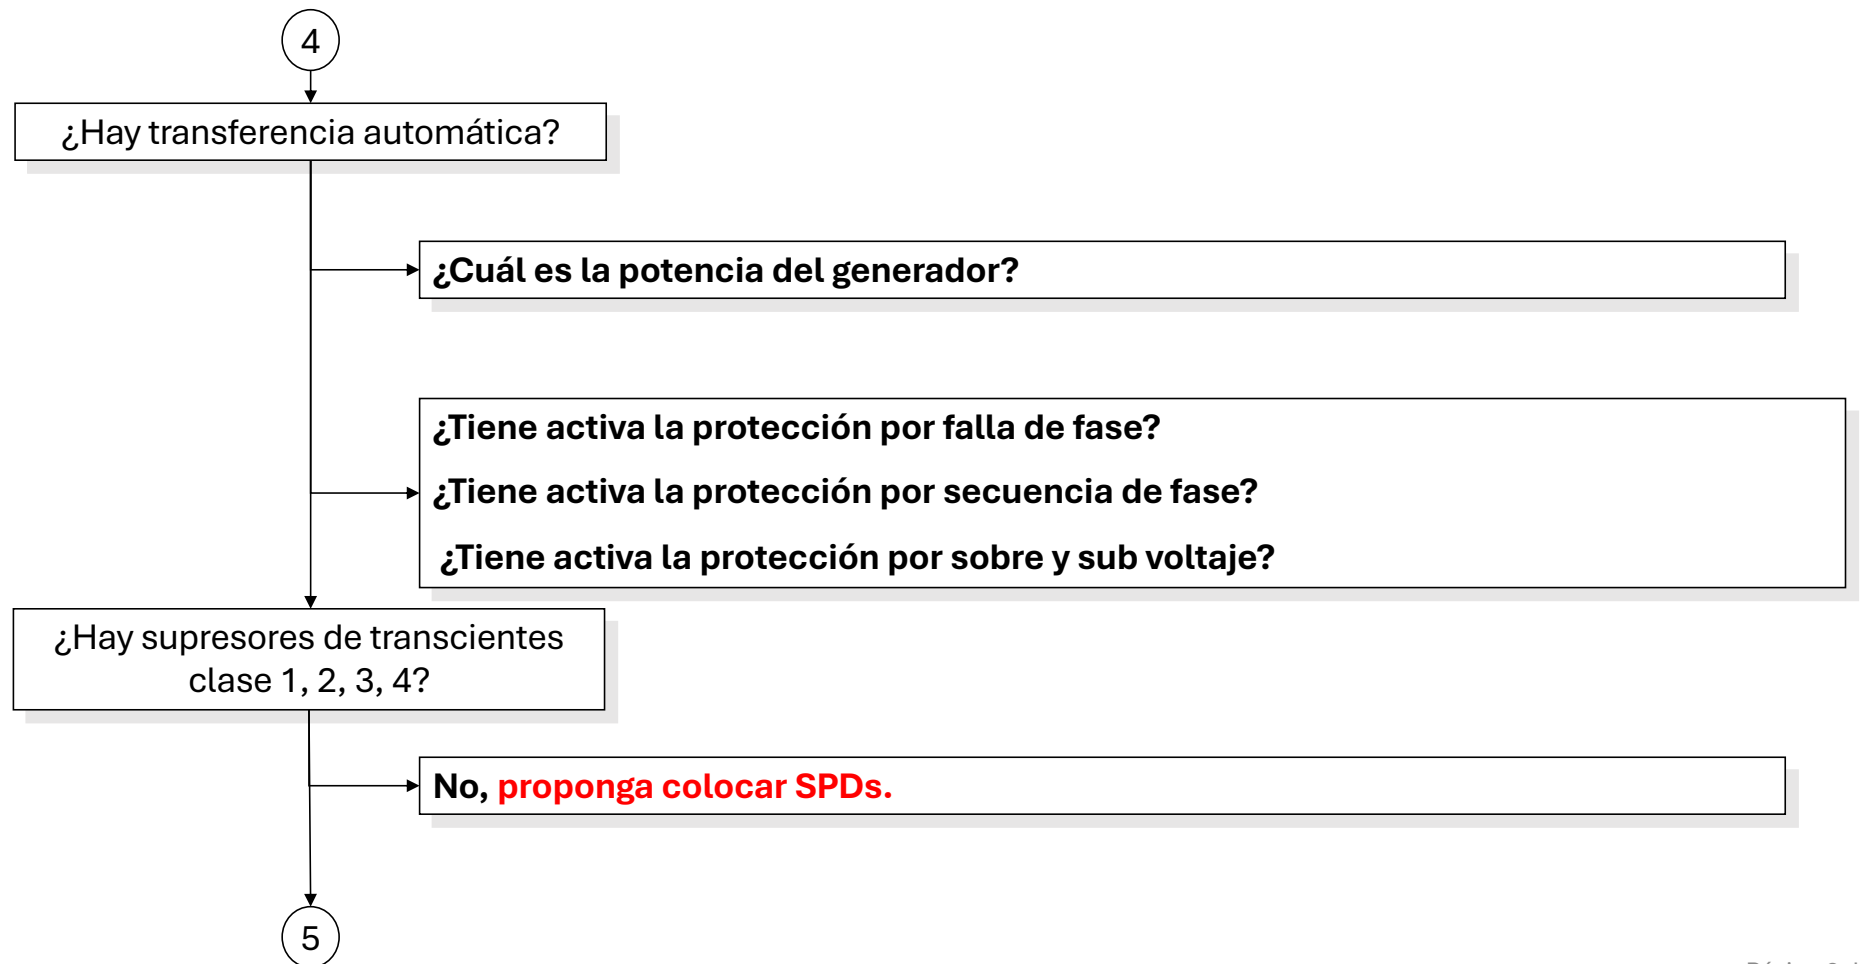 4
¿Hay transferencia automática?
¿Cuál es la potencia del generador?
¿Tiene activa la protección por falla de fase?
¿Tiene activa la protección por secuencia de fase?
¿Tiene activa la protección por sobre y sub voltaje?
¿Hay supresores de transcientes
clase 1, 2, 3, 4?
No, proponga colocar SPDs.
5